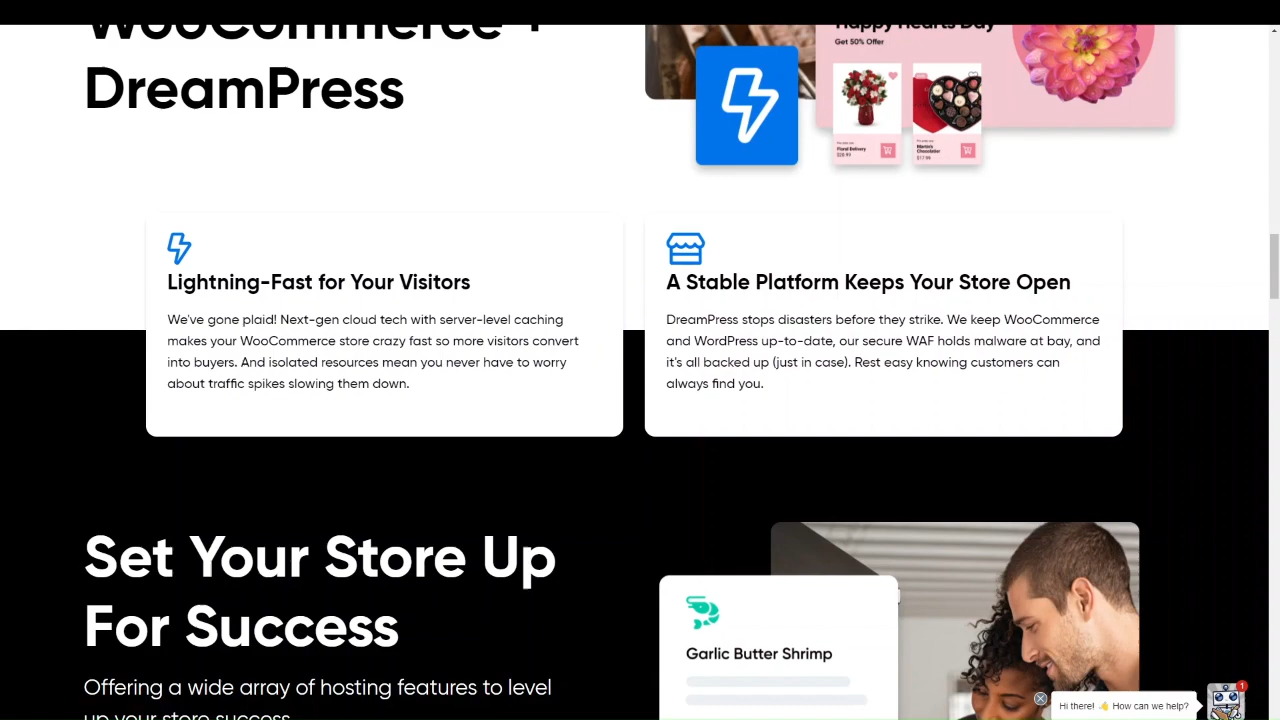 WooCommerce +
DreamPress
Happy Hearts Day
Get 50% Offer
Floral Delivery
$20.99
Martin's
Chocolatier
$17.99
Lightning-Fast for Your Visitors
We've gone plaid! Next-gen cloud tech with server-level caching
makes your WooCommerce store crazy fast so more visitors convert
into buyers. And isolated resources mean you never have to worry
about traffic spikes slowing them down.
A Stable Platform Keeps Your Store Open
DreamPress stops disasters before they strike. We keep WooCommerce
and WordPress up-to-date, our secure WAF holds malware at bay, and
it's all backed up (just in case). Rest easy knowing customers can
always find you.
Set Your Store Up
For Success
Offering a wide array of hosting features to level
up your store success.
Garlic Butter Shrimp
Hi there! 👋 How can we help?
1